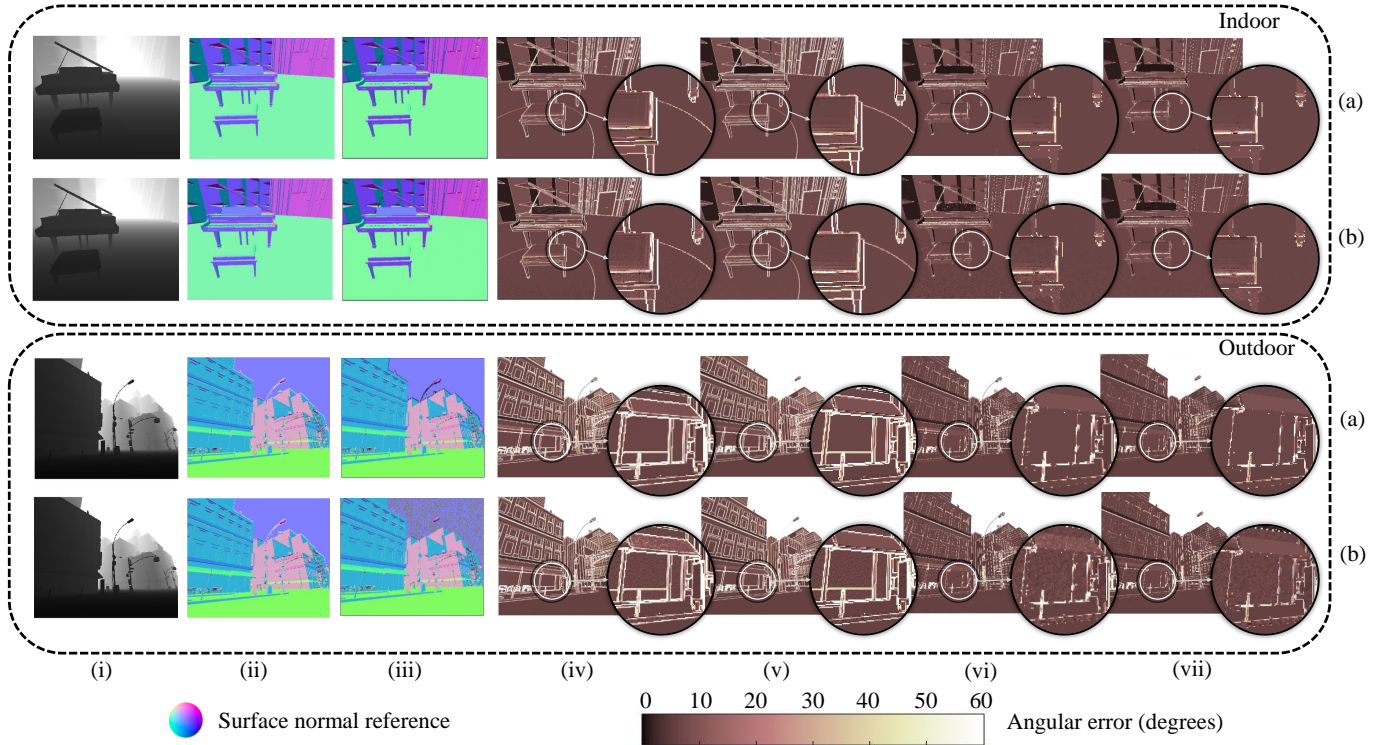 Indoor
(a)
(b)
Outdoor
(a)
(b)
(i) (ii) (iii) (iv) (v) (vi) (vii)
Surface normal reference
0 10 20 30 40 50 60
Angular error (degrees)